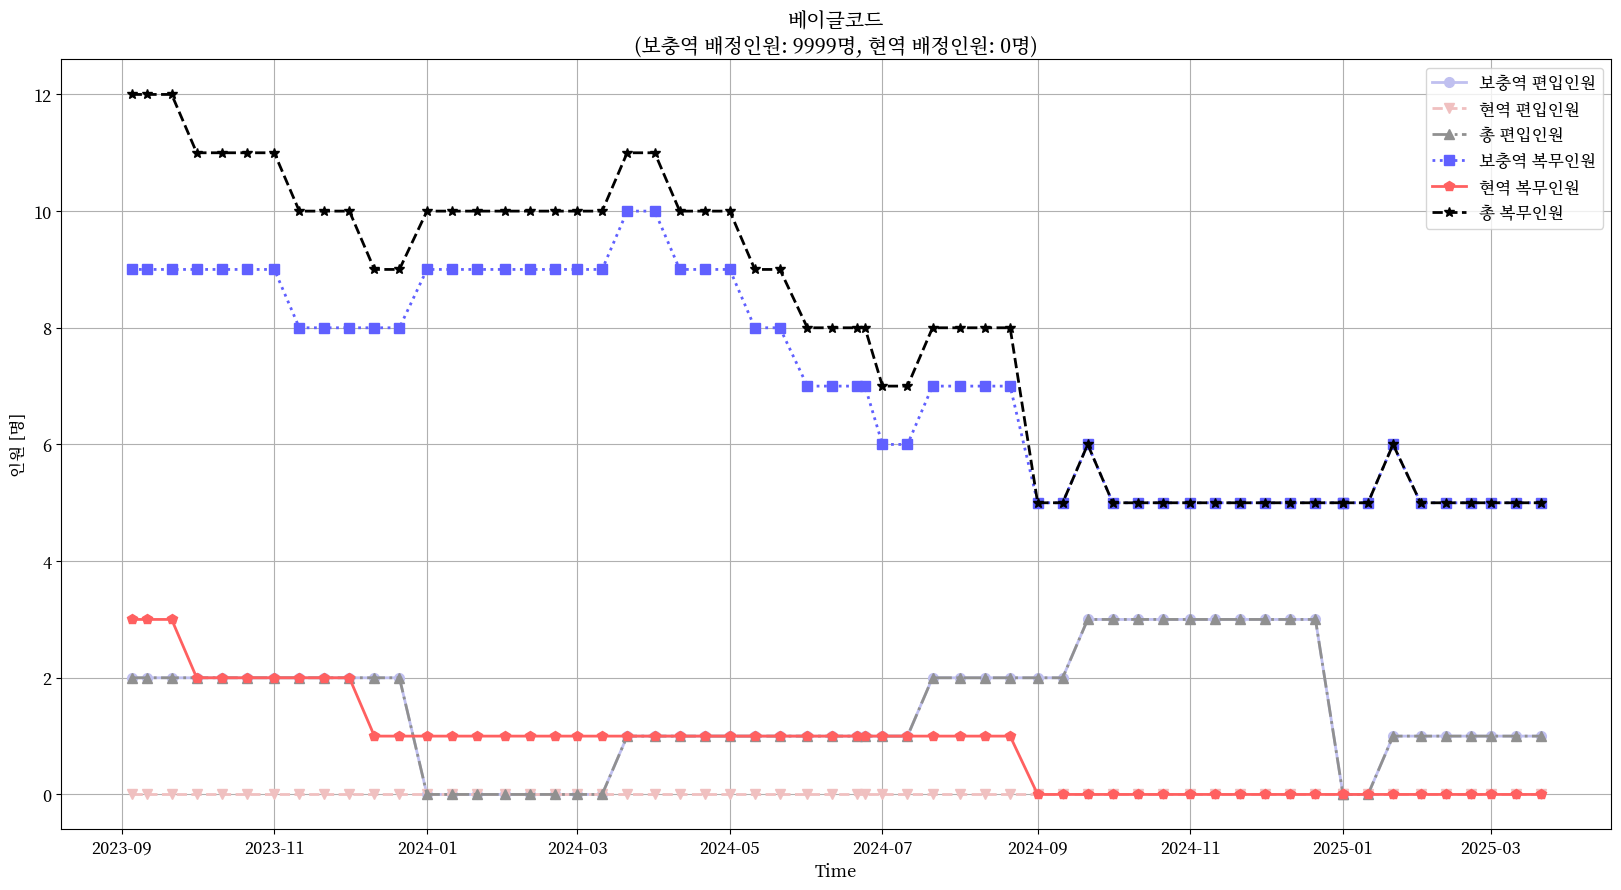 베이글코드
(보충역 배정인원: 9999명, 현역 배정인원: 0명)
보충역 편입인원
현역 편입인원
총 편입인원
보충역 복무인원
현역 복무인원
총 복무인원
인원 [명]
12
10
8
6
4
2
0
2023-09
2023-11
2024-01
2024-03
2024-05
2024-07
2024-09
2024-11
2025-01
2025-03
Time